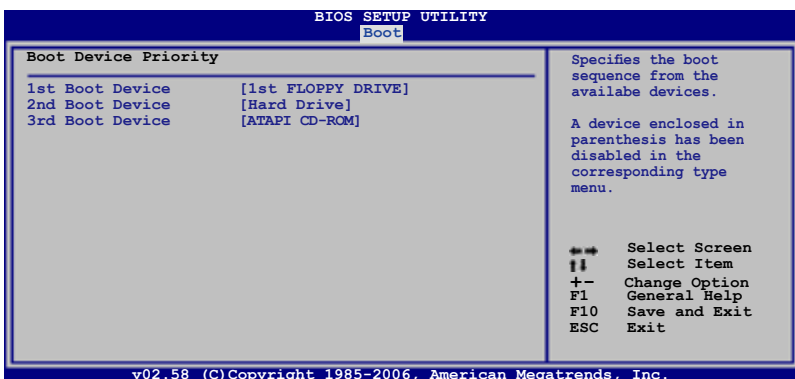 BIOS SETUP UTILITY
Boot
Boot Device Priority
1st Boot Device [1st FLOPPY DRIVE]
2nd Boot Device [Hard Drive]
3rd Boot Device [ATAPI CD-ROM]
Specifies the boot
sequence from the
availabe devices.
A device enclosed in
parenthesis has been
disabled in the
corresponding type
menu.
←→ Select Screen
↑↓ Select Item
+- Change Option
F1 General Help
F10 Save and Exit
ESC Exit
v02.58 (C)Copyright 1985-2006, American Megatrends, Inc.